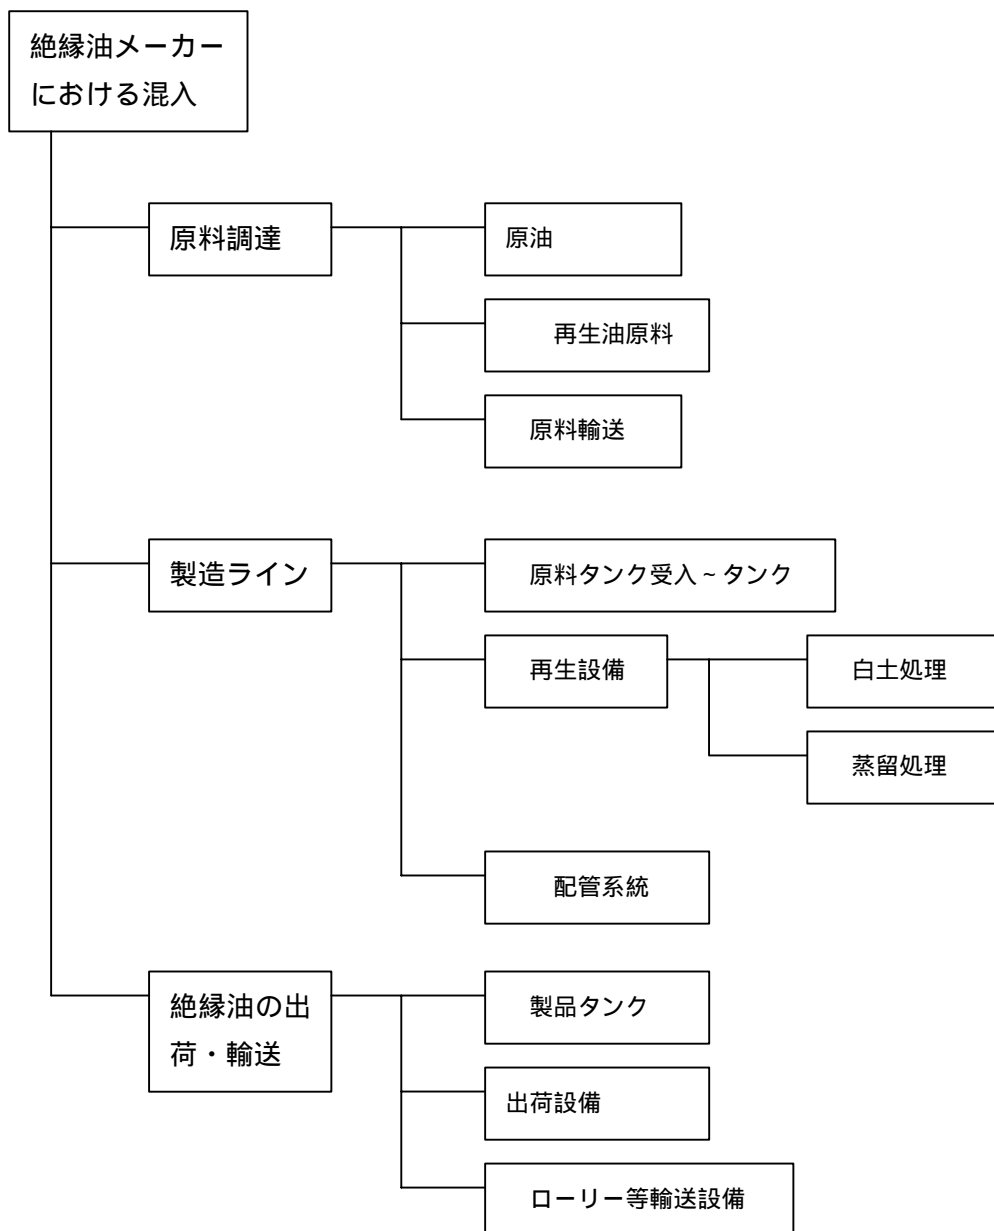 絶縁油メーカー
における混入
原料調達
原油
再生油原料
原料輸送
製造ライン
原料タンク受入~タンク
再生設備
白土処理
蒸留処理
配管系統
絶縁油の出
荷・輸送
製品タンク
出荷設備
ローリー等輸送設備